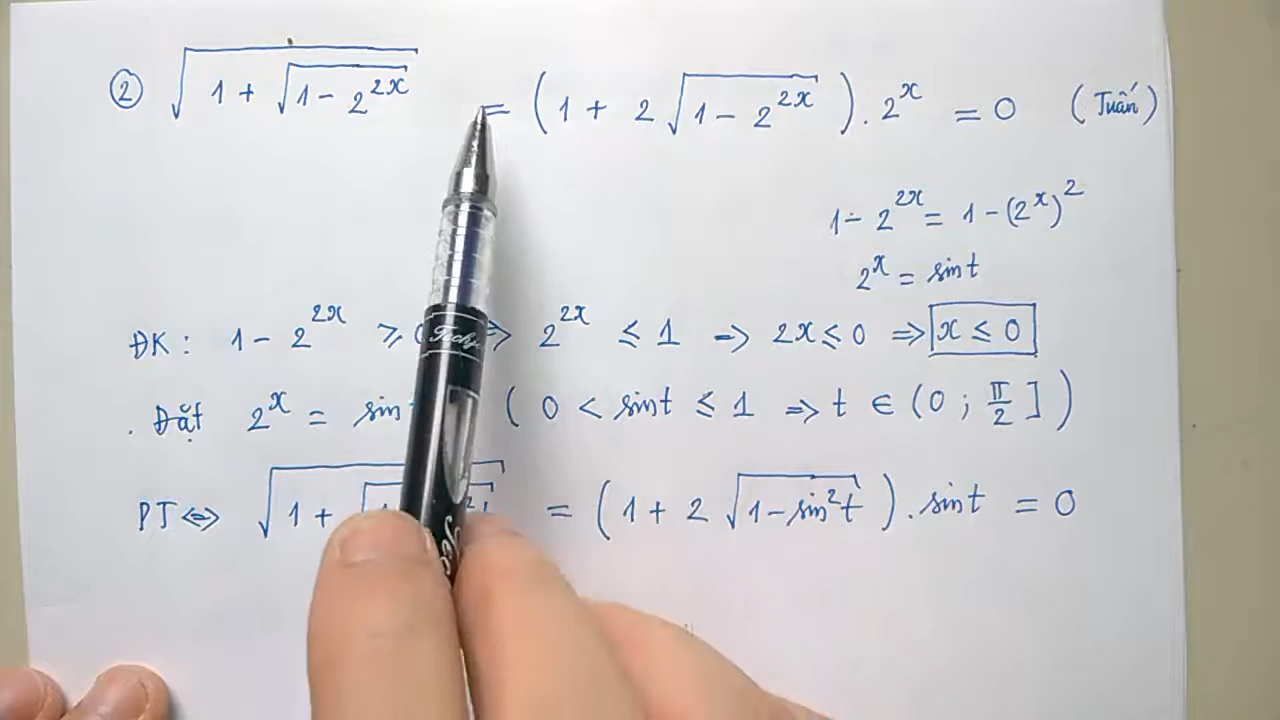 ② √(1 + √(1 - 2^{2x})) = (1 + 2√(1 - 2^{2x})) . 2^x = 0 (Tuấn)
1 - 2^{2x} = 1 - (2^x)^2
2^x = sin t
ĐK : 1 - 2^{2x} ≥ ⇒ 2^{2x} ≤ 1 ⇒ 2x ≤ 0 ⇒ x ≤ 0
. Đặt 2^x = sin t ( 0 < sin t ≤ 1 ⇒ t ∈ (0 ; π/2 ] )
PT ⇔ √(1 + √ = (1 + 2√(1 - sin²t)) . sin t = 0